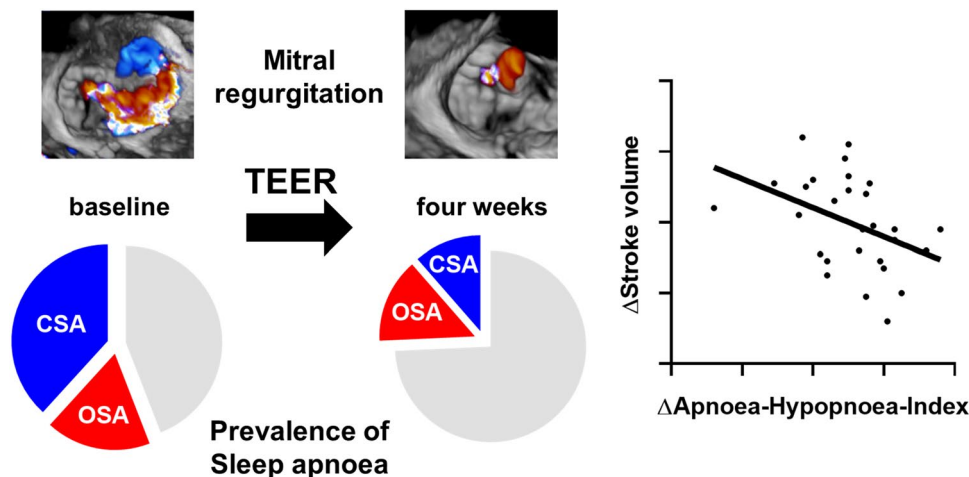 Mitral
regurgitation
TEER
baseline
four weeks
CSA
OSA
CSA
OSA
Prevalence of
Sleep apnoea
ΔStroke volume
ΔApnoea-Hypopnoea-Index